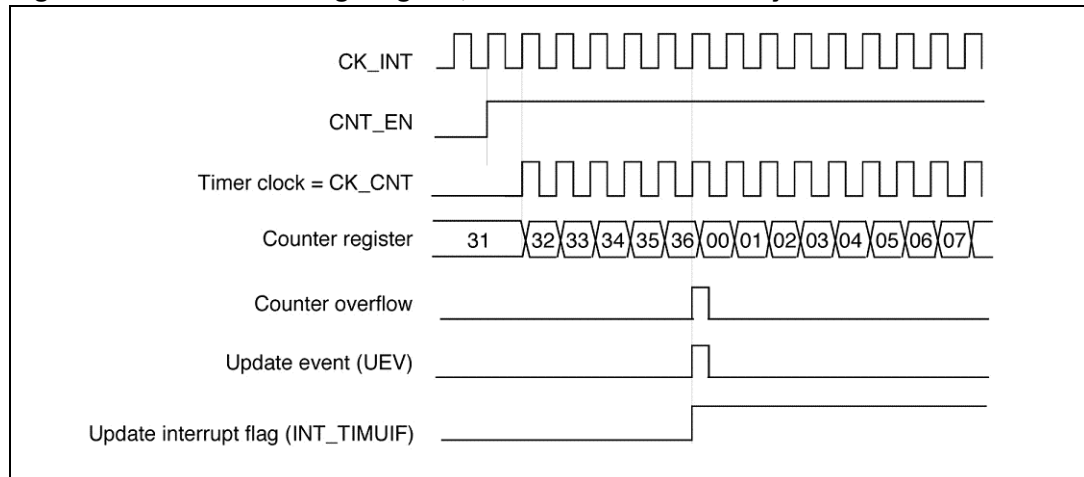 CK_INT
CNT_EN
Timer clock = CK_CNT
Counter register 31 32 33 34 35 36 00 01 02 03 04 05 06 07
Counter overflow
Update event (UEV)
Update interrupt flag (INT_TIMUIF)